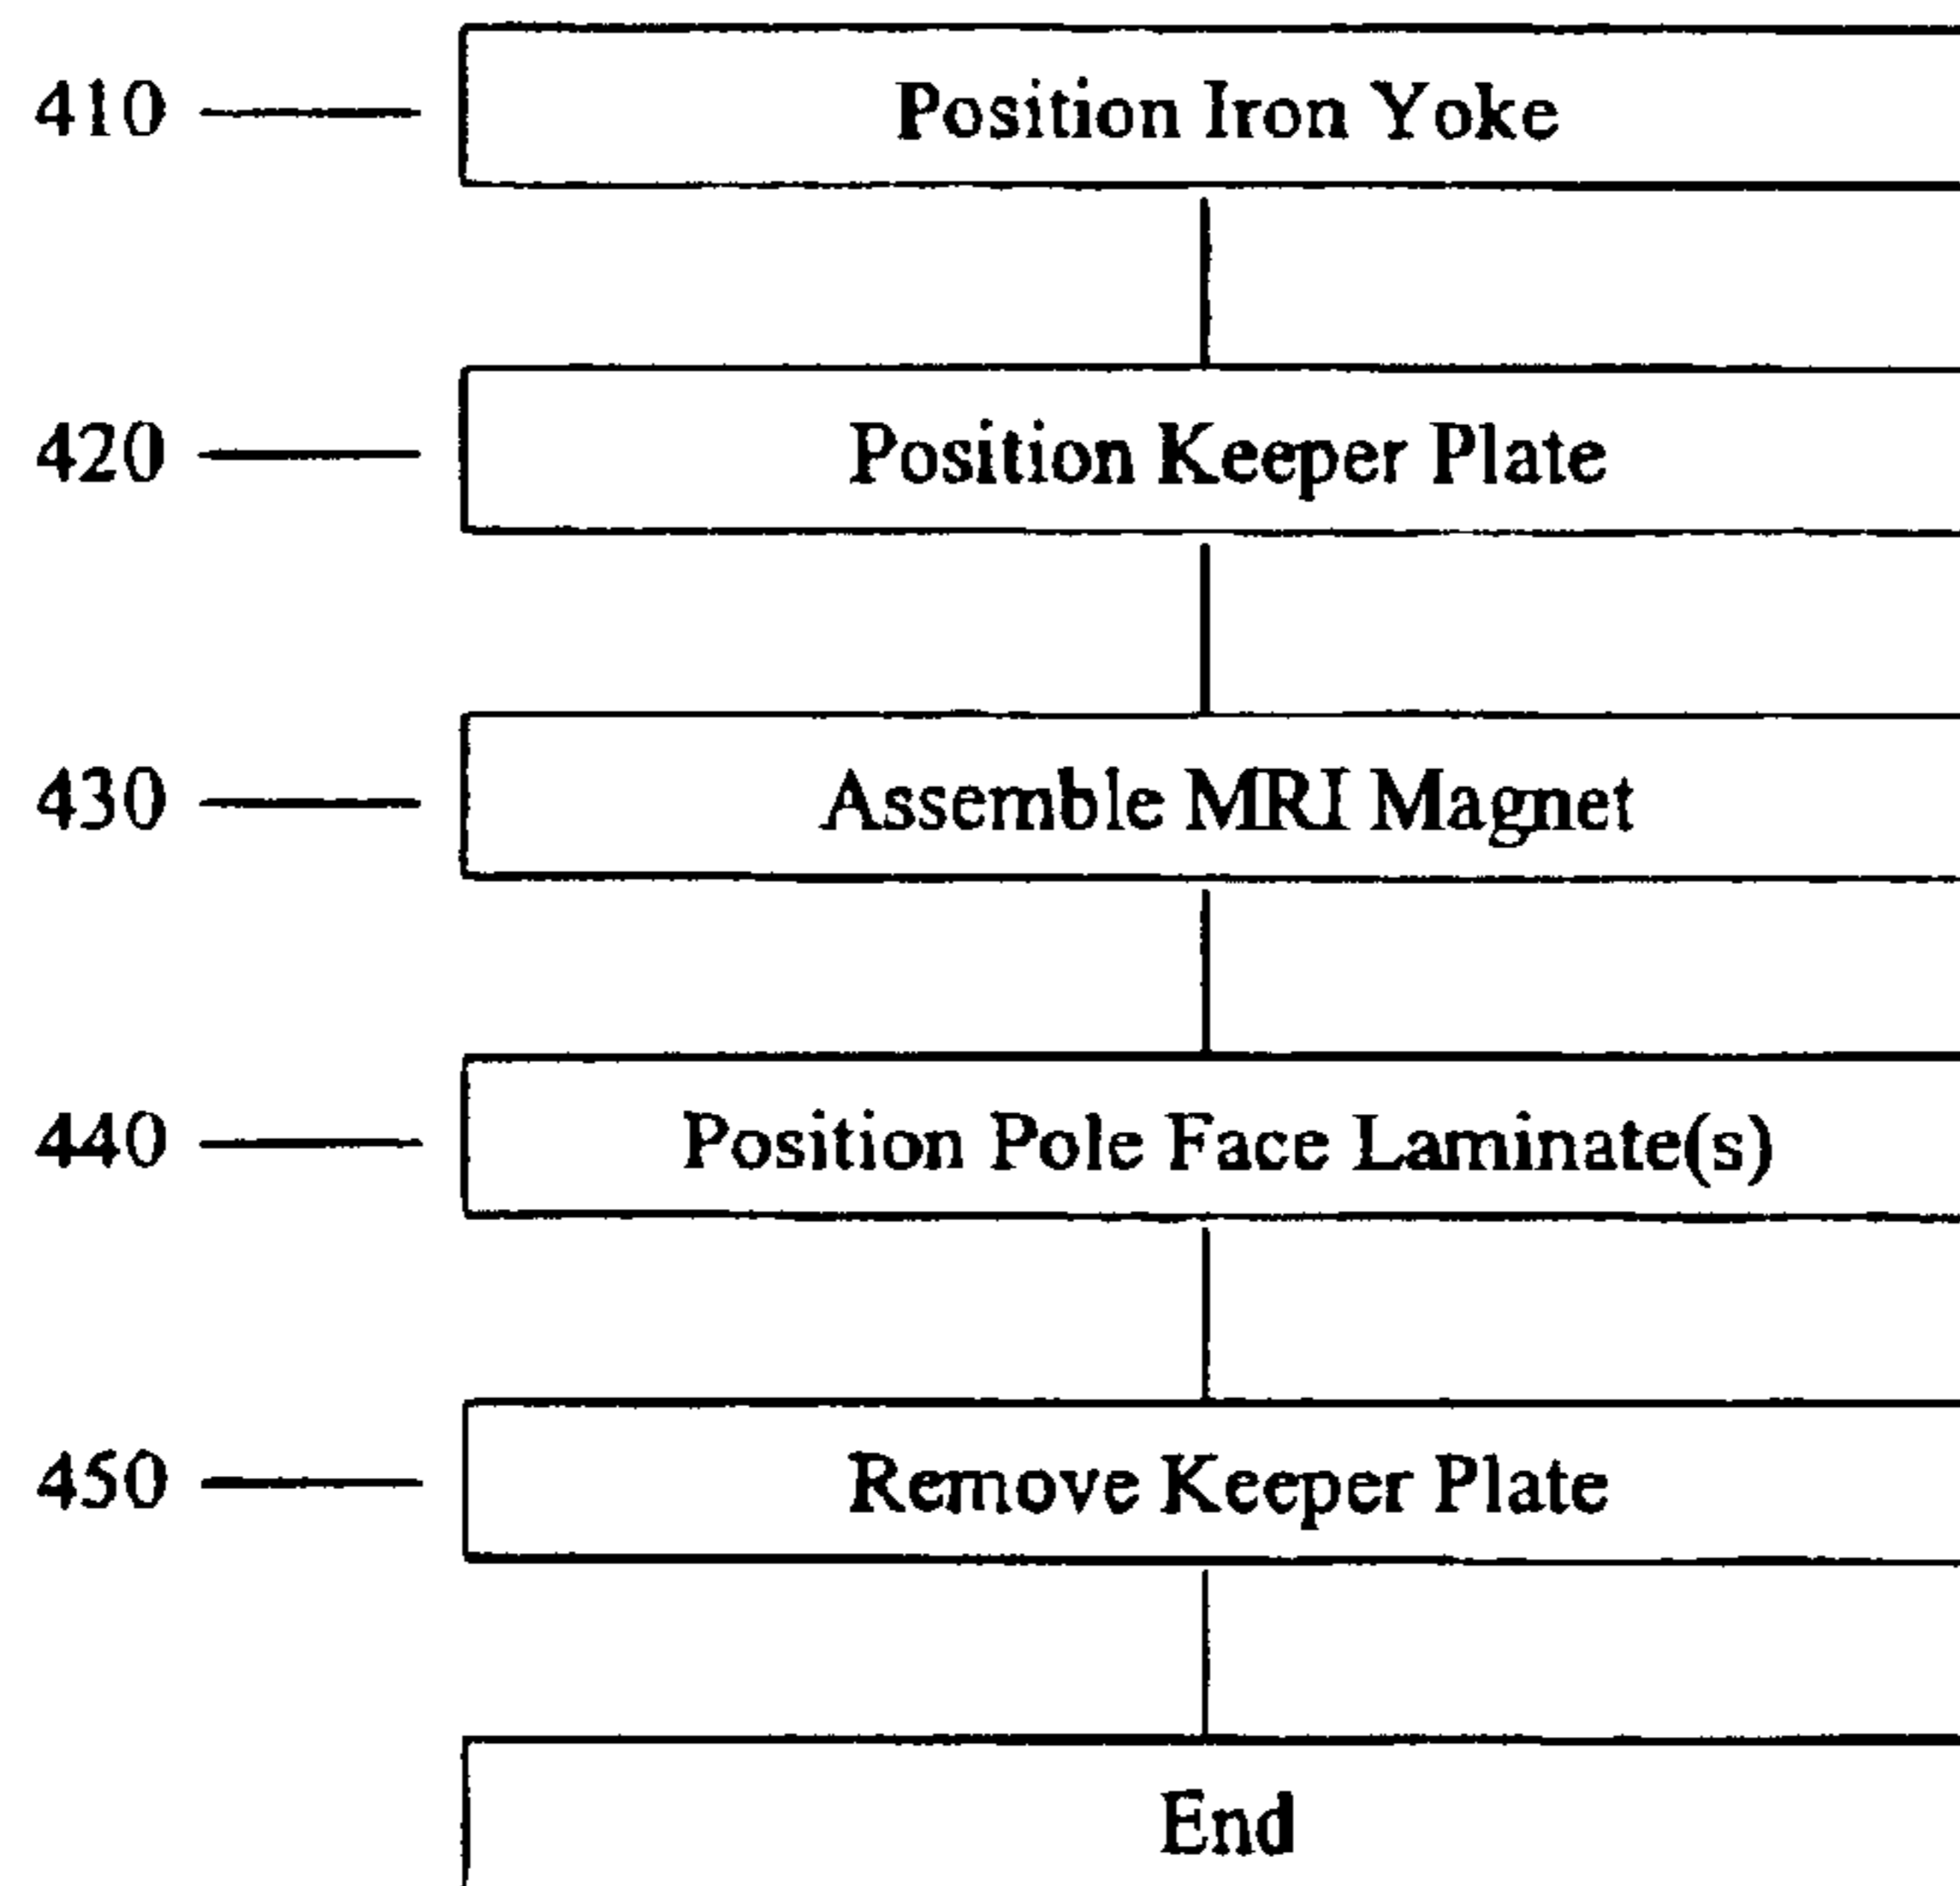 410 Position Iron Yoke
420 Position Keeper Plate
430 Assemble MRI Magnet
440 Position Pole Face Laminate(s)
450 Remove Keeper Plate
End